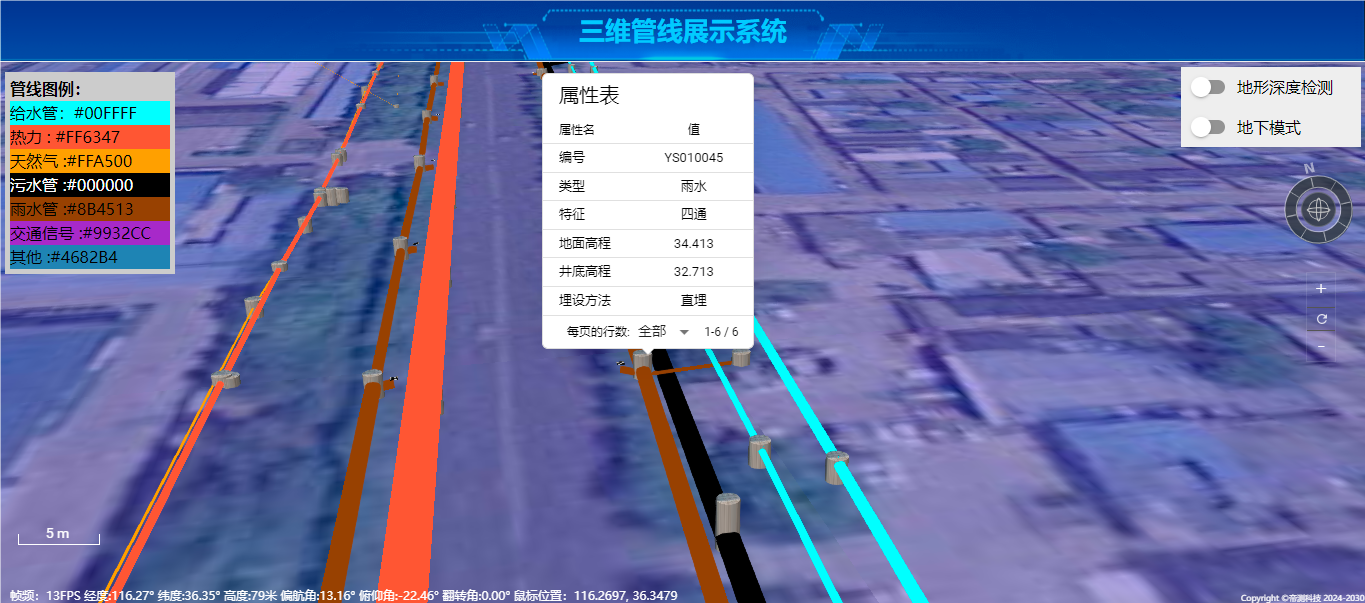 三维管线展示系统
管线图例：
给水管：#00FFFF
热力 : #FF6347
天然气 :#FFA500
污水管 :#000000
雨水管 :#8B4513
交通信号 :#9932CC
其他 :#4682B4
属性表
属性名 值
编号 YS010045
类型 雨水
特征 四通
地面高程 34.413
井底高程 32.713
埋设方法 直埋
每页的行数: 全部 1-6 / 6
地形深度检测
地下模式
N
+
−
5 m
帧频：13FPS 经度:116.27° 纬度:36.35° 高度:79米 偏航角:13.16° 俯仰角:-22.46° 翻转角:0.00° 鼠标位置：116.2697, 36.3479
Copyright ©帝测科技 2024-2030